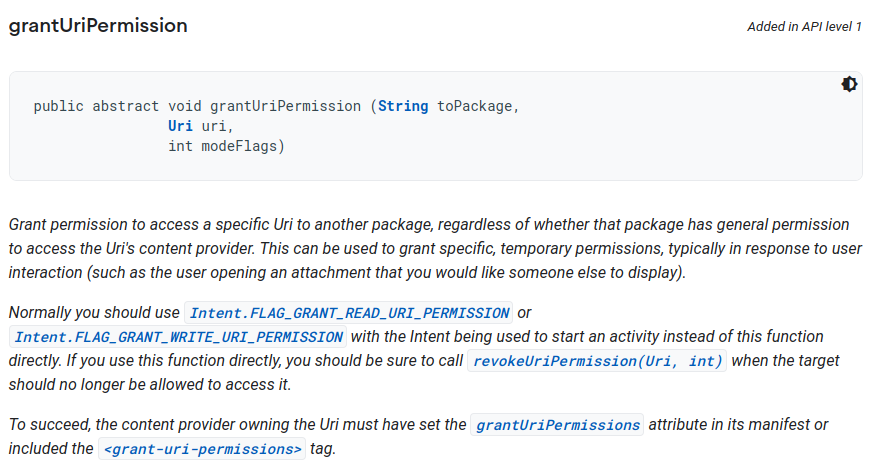 grantUriPermission
Added in API level 1
public abstract void grantUriPermission (String toPackage,
Uri uri,
int modeFlags)
Grant permission to access a specific Uri to another package, regardless of whether that package has general permission
to access the Uri's content provider. This can be used to grant specific, temporary permissions, typically in response to user
interaction (such as the user opening an attachment that you would like someone else to display).
Normally you should use Intent.FLAG_GRANT_READ_URI_PERMISSION or
Intent.FLAG_GRANT_WRITE_URI_PERMISSION with the Intent being used to start an activity instead of this function
directly. If you use this function directly, you should be sure to call revokeUriPermission(Uri, int) when the target
should no longer be allowed to access it.
To succeed, the content provider owning the Uri must have set the grantUriPermissions attribute in its manifest or
included the <grant-uri-permissions> tag.